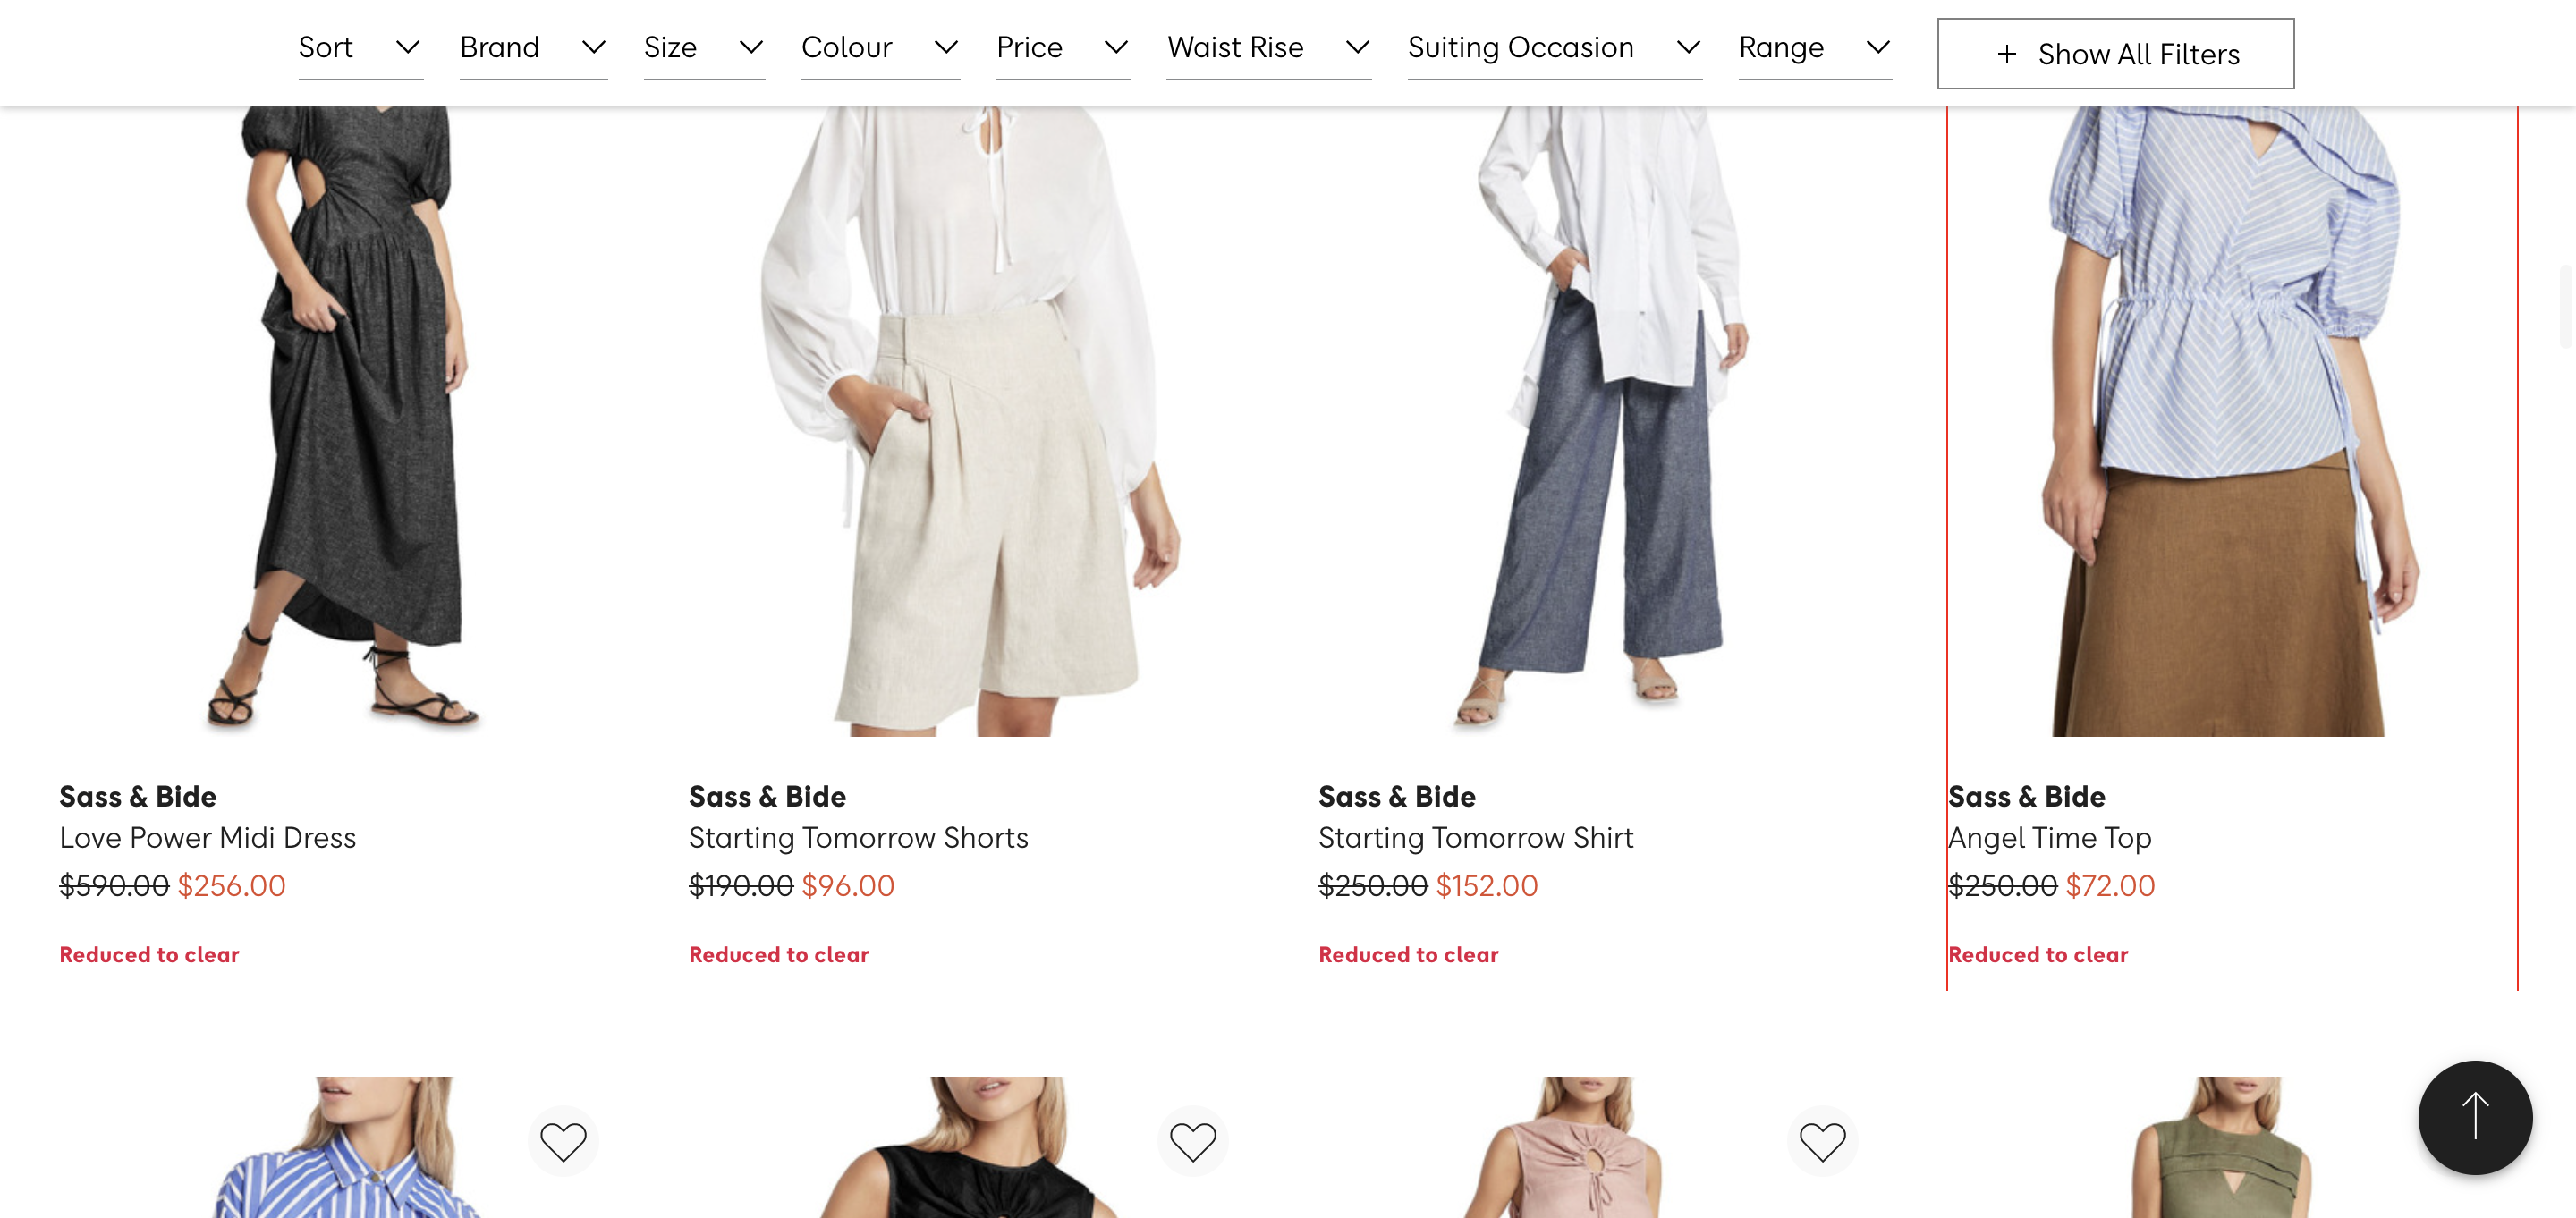 Sort
Brand
Size
Colour
Price
Waist Rise
Suiting Occasion
Range
+ Show All Filters
Sass & Bide
Love Power Midi Dress
$590.00 $256.00
Reduced to clear
Sass & Bide
Starting Tomorrow Shorts
$190.00 $96.00
Reduced to clear
Sass & Bide
Starting Tomorrow Shirt
$250.00 $152.00
Reduced to clear
Sass & Bide
Angel Time Top
$250.00 $72.00
Reduced to clear